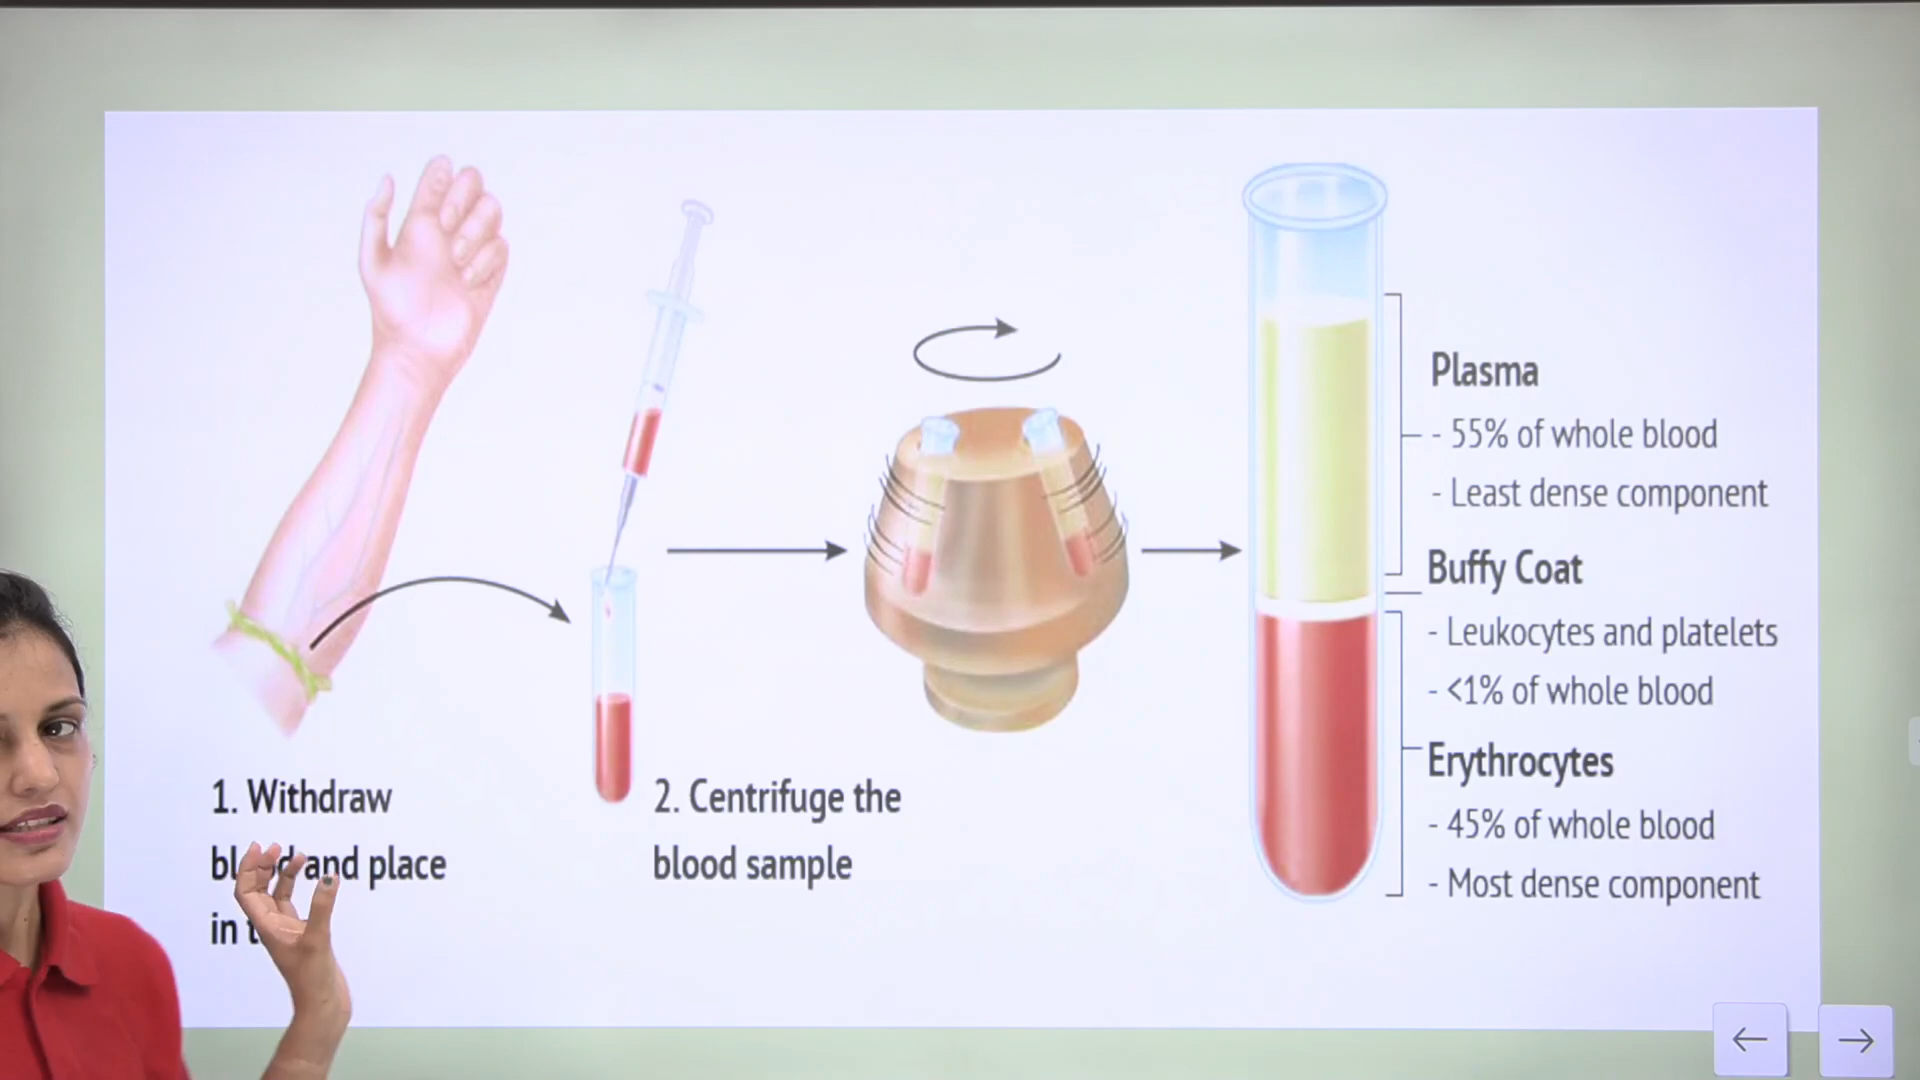 1. Withdraw
and place
in
2. Centrifuge the
blood sample
Plasma
- 55% of whole blood
- Least dense component
Buffy Coat
- Leukocytes and platelets
- <1% of whole blood
Erythrocytes
- 45% of whole blood
- Most dense component